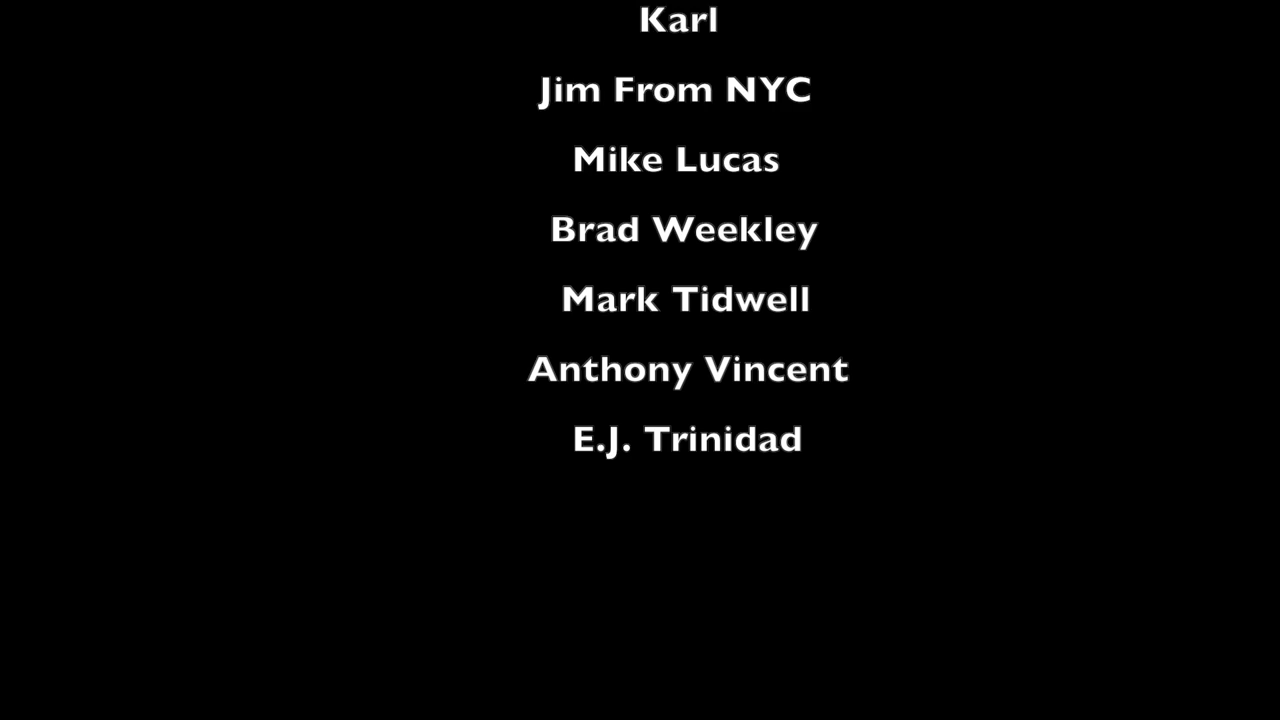 Karl
Jim From NYC
Mike Lucas
Brad Weekley
Mark Tidwell
Anthony Vincent
E.J. Trinidad